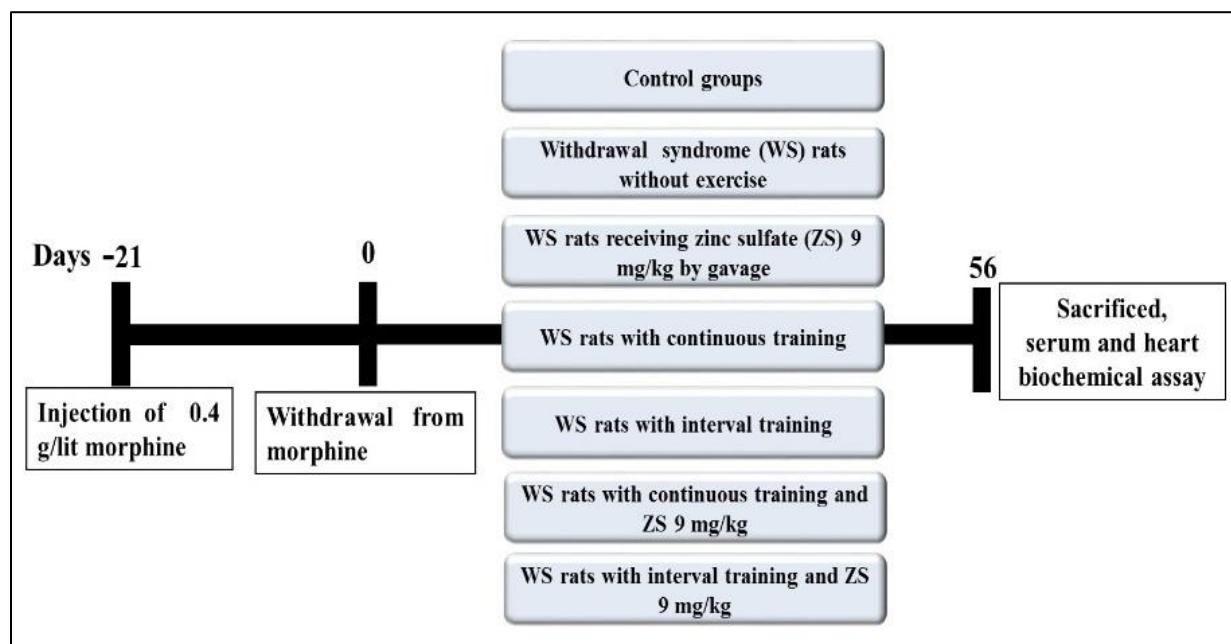 Control groups
Withdrawal syndrome (WS) rats
without exercise
WS rats receiving zinc sulfate (ZS) 9
mg/kg by gavage
Days -21
0
56
WS rats with continuous training
Sacrificed,
serum and heart
biochemical assay
Injection of 0.4
g/lit morphine
Withdrawal from
morphine
WS rats with interval training
WS rats with continuous training and
ZS 9 mg/kg
WS rats with interval training and ZS
9 mg/kg